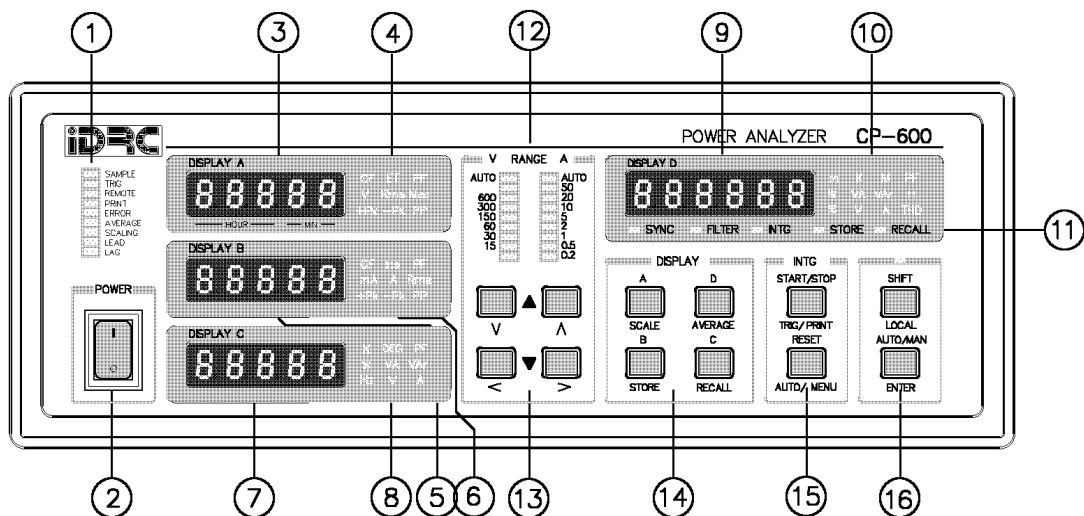 1 3 4 12 9 10
iDRC
POWER ANALYZER CP-600
SAMPLE
TRIG
REMOTE
PRINT
ERROR
AVERAGE
SCALING
LEAD
LAG
DISPLAY A
88888
HOUR MIN
DISPLAY B
88888
DISPLAY C
88888
V RANGE A
AUTO AUTO
50
600 20
300 10
150 5
60 2
30 1
15 0.5
0.2
DISPLAY D
888888
SYNC FILTER INTG STORE RECALL
11
POWER
I
O
▲
V Λ
▼
< >
DISPLAY
A D
SCALE AVERAGE
B C
STORE RECALL
INTG
START/STOP
TRIG/PRINT
RESET
AUTO/ MENU
SHIFT
LOCAL
AUTO/MAN
ENTER
2 7 8 5 6 13 14 15 16